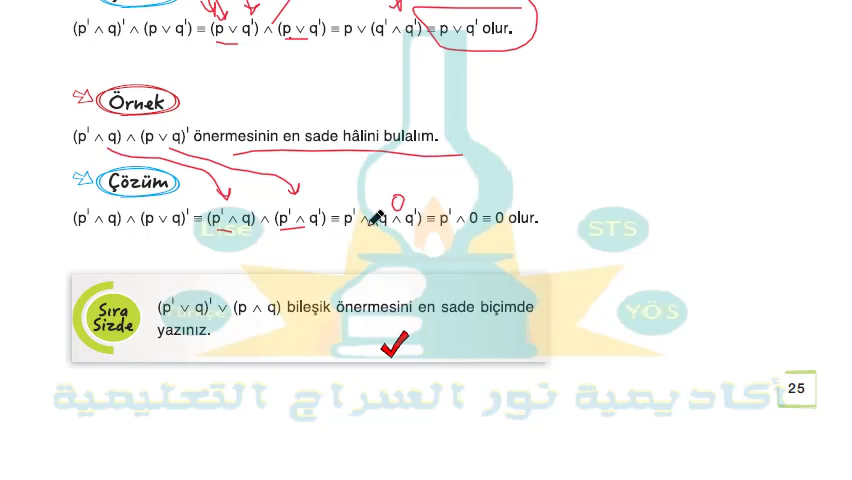 (pˈ ∧ q)ˈ ∧ (p ∨ qˈ) ≡ (p ∨ qˈ) ∧ (p ∨ qˈ) ≡ p ∨ (qˈ ∧ qˈ) ≡ p ∨ qˈ olur.
Örnek
(pˈ ∧ q) ∧ (p ∨ q)ˈ önermesinin en sade hâlini bulalım.
Çözüm
0
(pˈ ∧ q) ∧ (p ∨ q)ˈ ≡ (pˈ ∧ q) ∧ (pˈ ∧ qˈ) ≡ pˈ ∧ (q ∧ qˈ) ≡ pˈ ∧ 0 ≡ 0 olur.
Lise
STS
Sıra
Sizde
(pˈ ∨ q)ˈ ∨ (p ∧ q) bileşik önermesini en sade biçimde
yazınız.
YÖS
أكاديمية نور السراج التعليمية
25